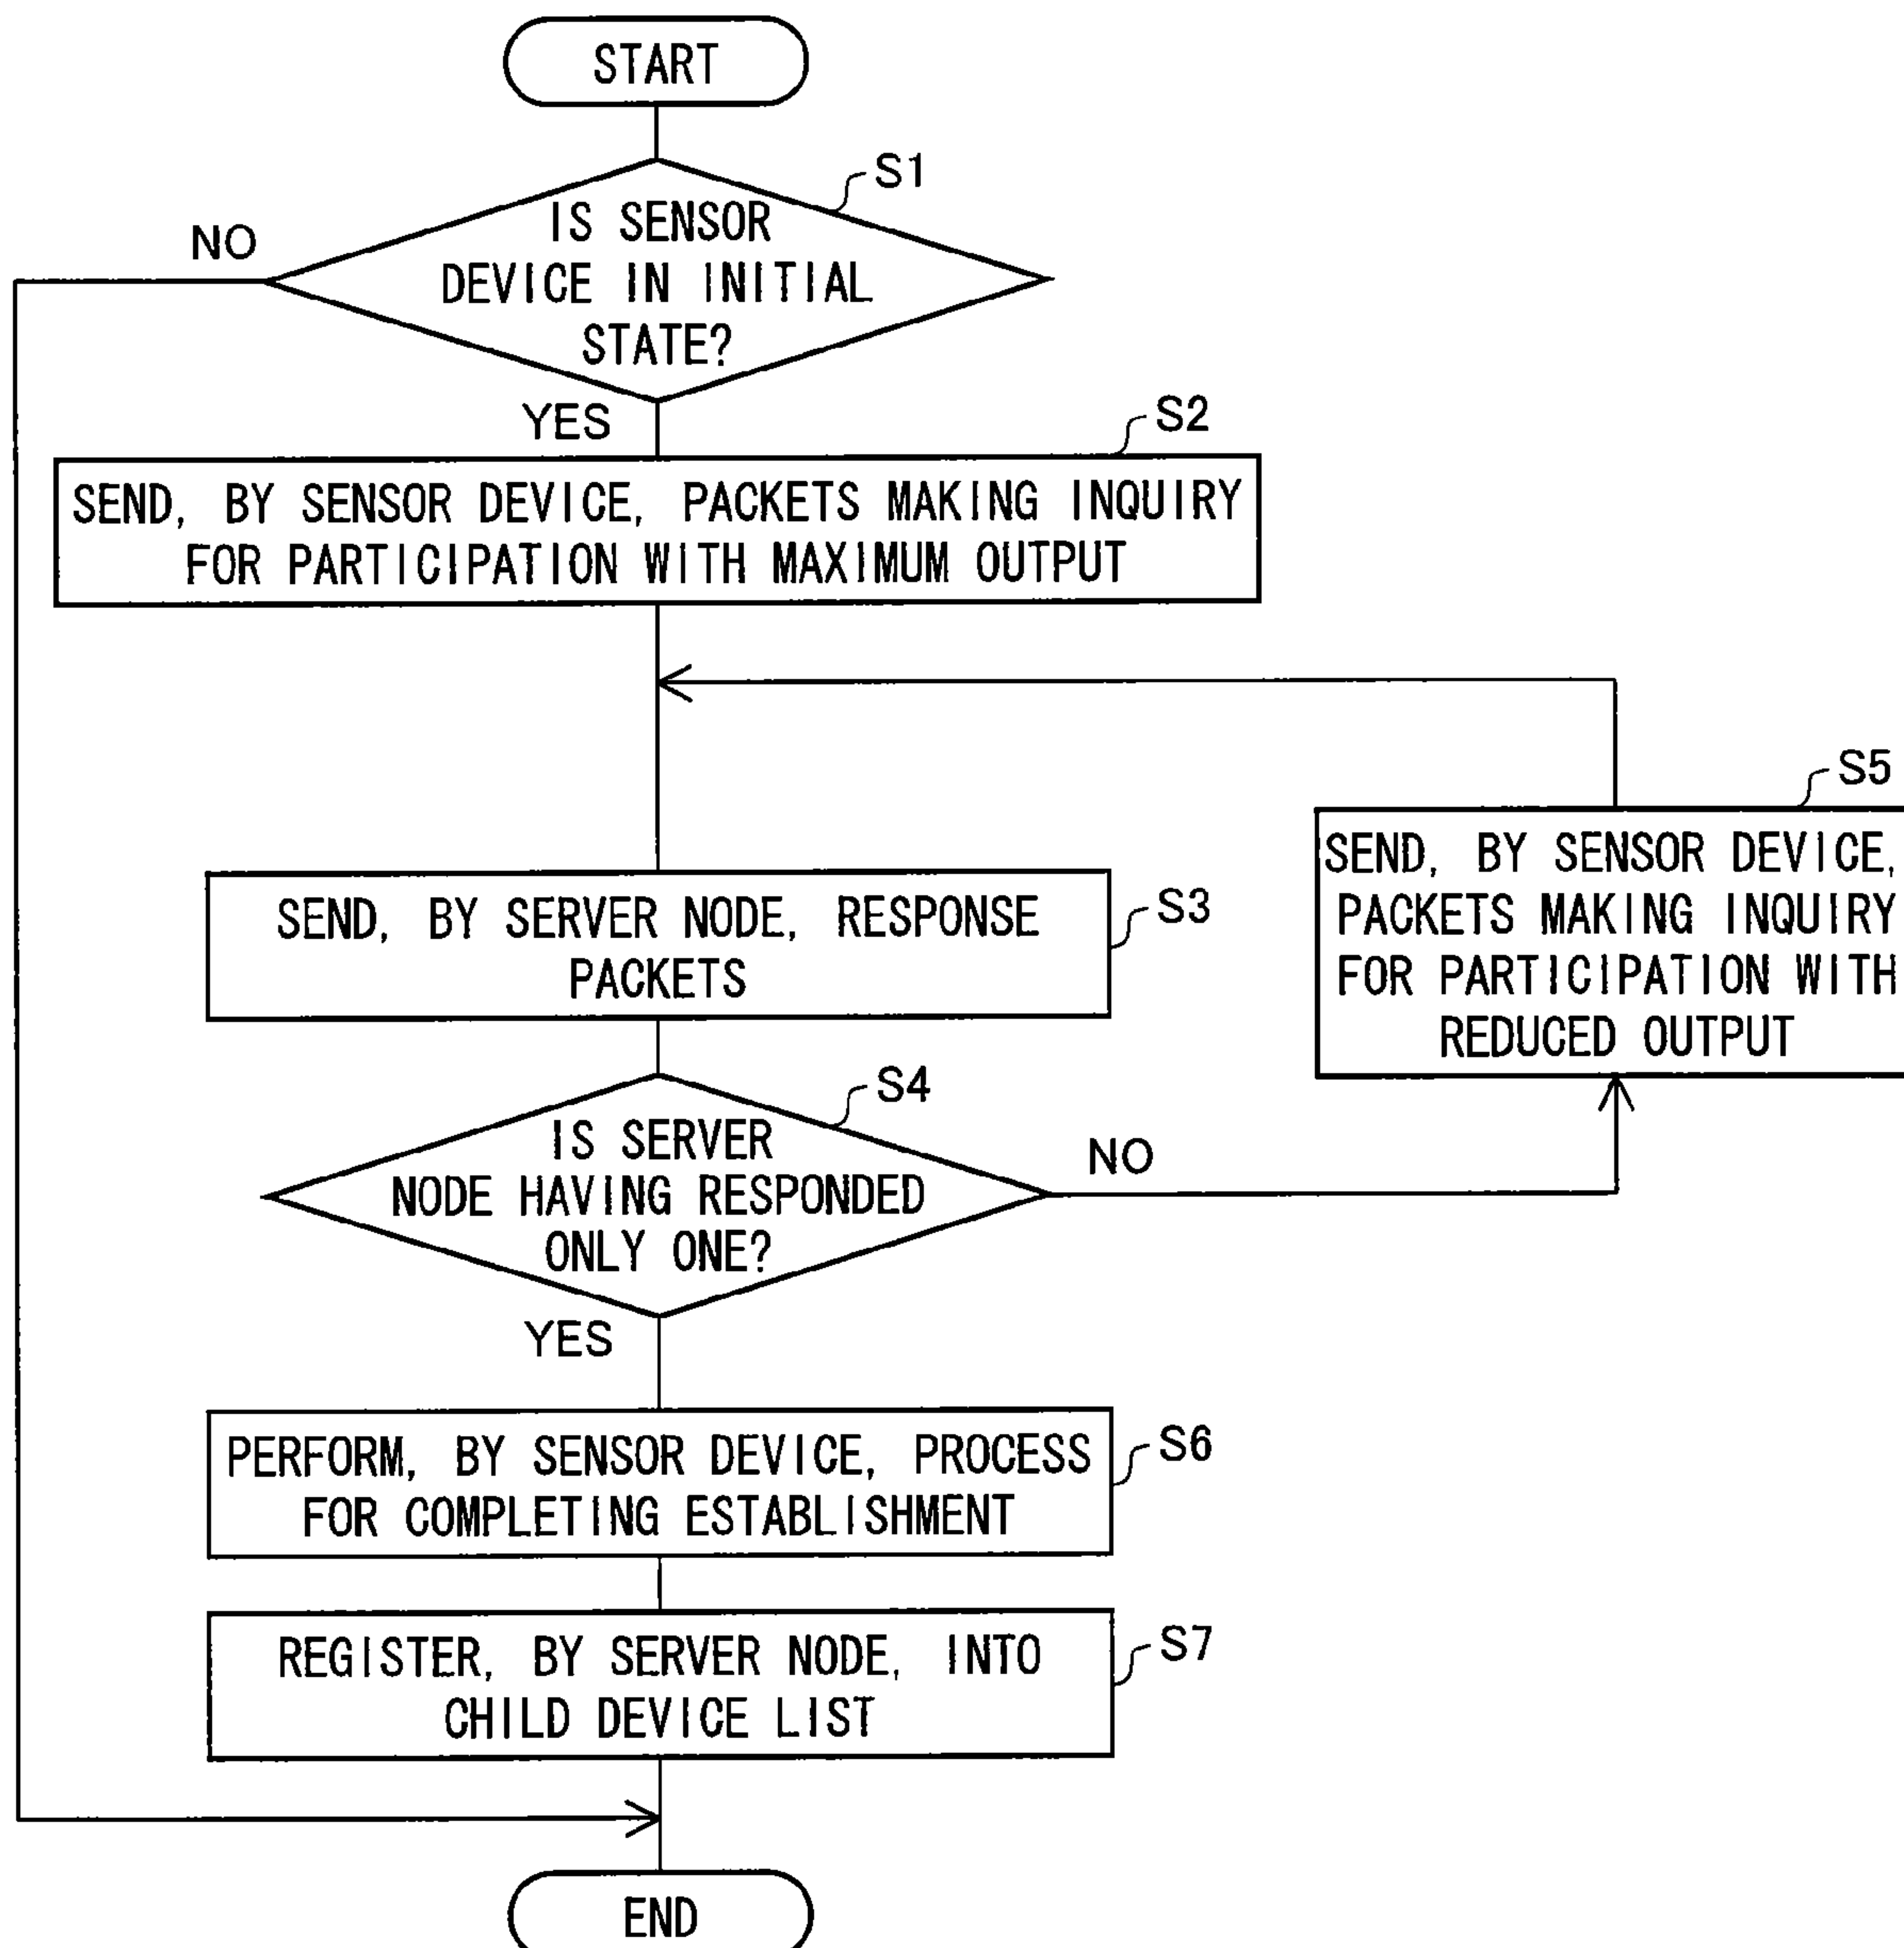 START
S1
IS SENSOR
DEVICE IN INITIAL
STATE?
NO
YES
S2
SEND, BY SENSOR DEVICE, PACKETS MAKING INQUIRY
FOR PARTICIPATION WITH MAXIMUM OUTPUT
S5
SEND, BY SENSOR DEVICE,
PACKETS MAKING INQUIRY
FOR PARTICIPATION WITH
REDUCED OUTPUT
S3
SEND, BY SERVER NODE, RESPONSE
PACKETS
S4
IS SERVER
NODE HAVING RESPONDED
ONLY ONE?
NO
YES
S6
PERFORM, BY SENSOR DEVICE, PROCESS
FOR COMPLETING ESTABLISHMENT
S7
REGISTER, BY SERVER NODE, INTO
CHILD DEVICE LIST
END